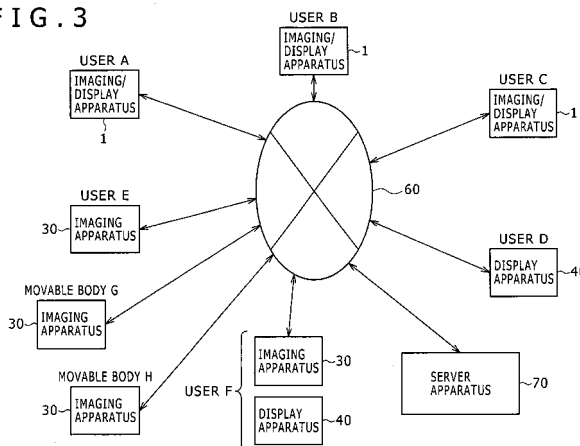 FIG.3
USER B
IMAGING/
DISPLAY
APPARATUS
1
USER A
IMAGING/
DISPLAY
APPARATUS
1
USER C
IMAGING/
DISPLAY
APPARATUS
1
60
USER E
30
IMAGING
APPARATUS
USER D
DISPLAY
APPARATUS
40
MOVABLE BODY G
30
IMAGING
APPARATUS
MOVABLE BODY H
30
IMAGING
APPARATUS
USER F
IMAGING
APPARATUS
30
DISPLAY
APPARATUS
40
SERVER
APPARATUS
70